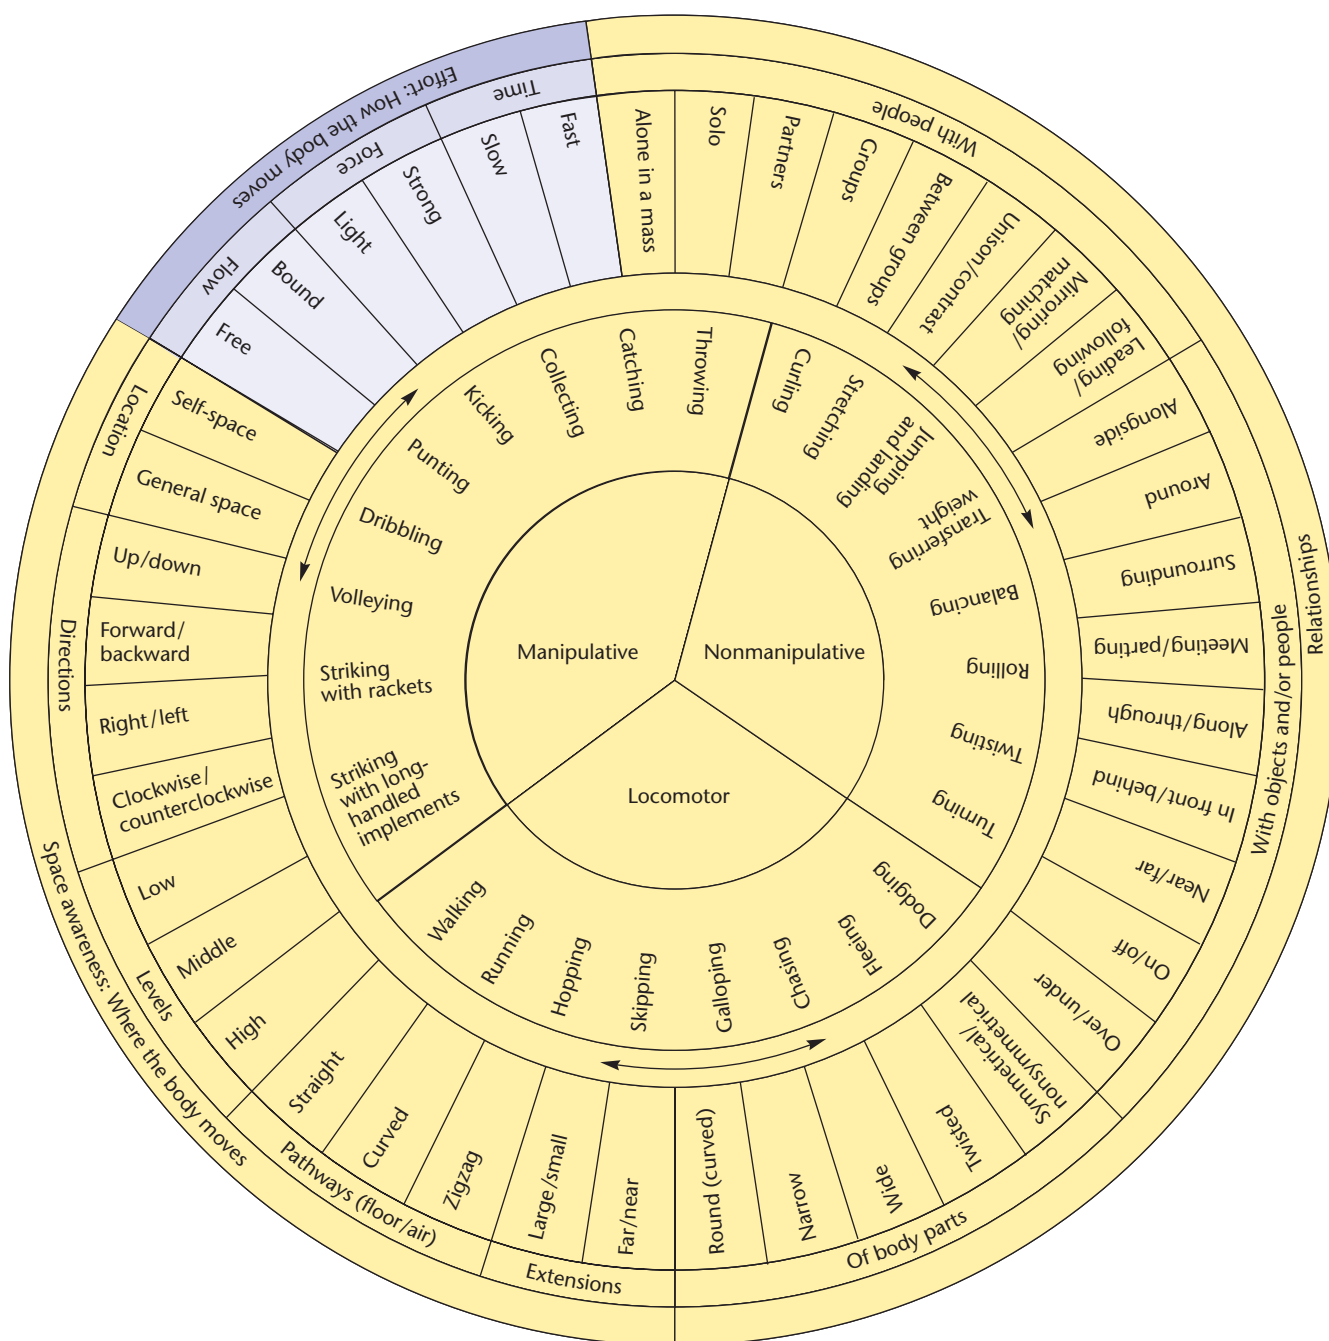 Effort: How the body moves
Time
Force
Flow
Fast
Slow
Strong
Light
Bound
Free
Relationships
With people
Alone in a mass
Solo
Partners
Groups
Between groups
Unison/contrast
Mirroring/
matching
Leading/
following
With objects and/or people
Alongside
Around
Surrounding
Meeting/parting
Along/through
In front/behind
Near/far
On/off
Over/under
Of body parts
Symmetrical/
nonsymmetrical
Twisted
Wide
Narrow
Round (curved)
Space awareness: Where the body moves
Location
Self-space
General space
Directions
Up/down
Forward/
backward
Right/left
Clockwise/
counterclockwise
Levels
Low
Middle
High
Pathways (floor/air)
Straight
Curved
Zigzag
Extensions
Large/small
Far/near
Manipulative
Throwing
Catching
Collecting
Kicking
Punting
Dribbling
Volleying
Striking
with rackets
Striking
with long-
handled
implements
Nonmanipulative
Curling
Stretching
Jumping
and landing
Transferring
weight
Balancing
Rolling
Twisting
Turning
Locomotor
Walking
Running
Hopping
Skipping
Galloping
Chasing
Fleeing
Dodging